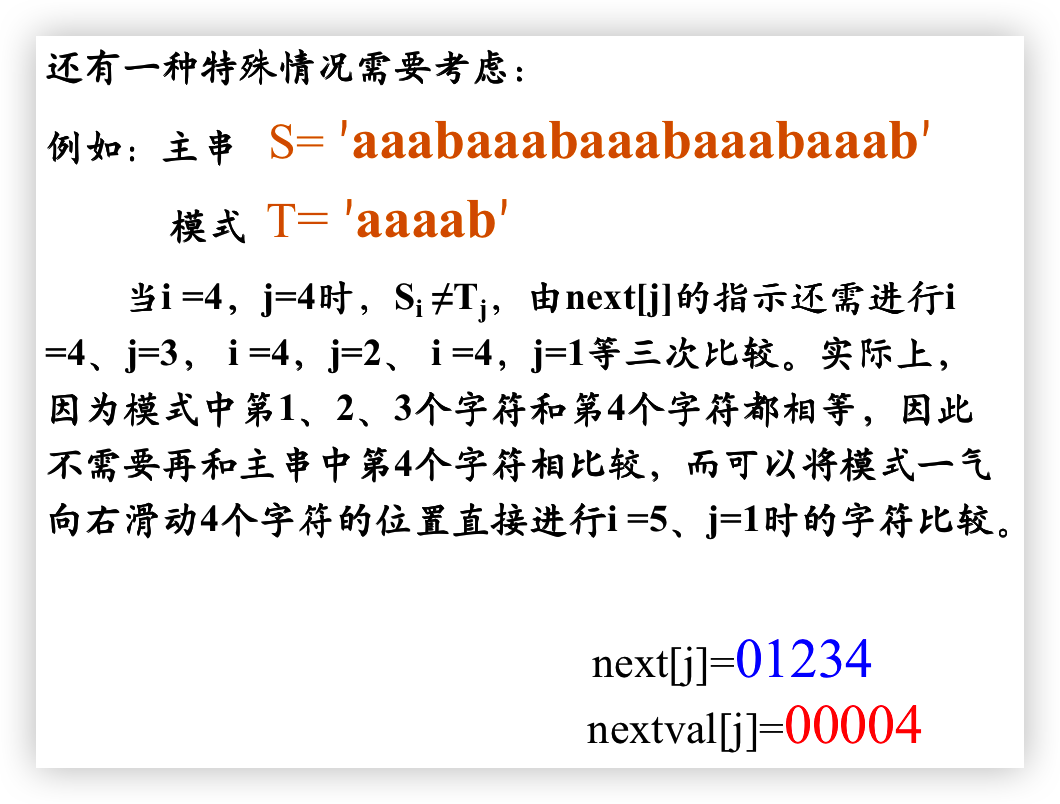 还有一种特殊情况需要考虑：
例如：主串 S= 'aaabaaabaaabaaabaaab'
模式 T= 'aaaab'
当i =4，j=4时，Si ≠Tj，由next[j]的指示还需进行i
=4、j=3， i =4，j=2、 i =4，j=1等三次比较。实际上，
因为模式中第1、2、3个字符和第4个字符都相等，因此
不需要再和主串中第4个字符相比较，而可以将模式一气
向右滑动4个字符的位置直接进行i =5、j=1时的字符比较。
next[j]=01234
nextval[j]=00004